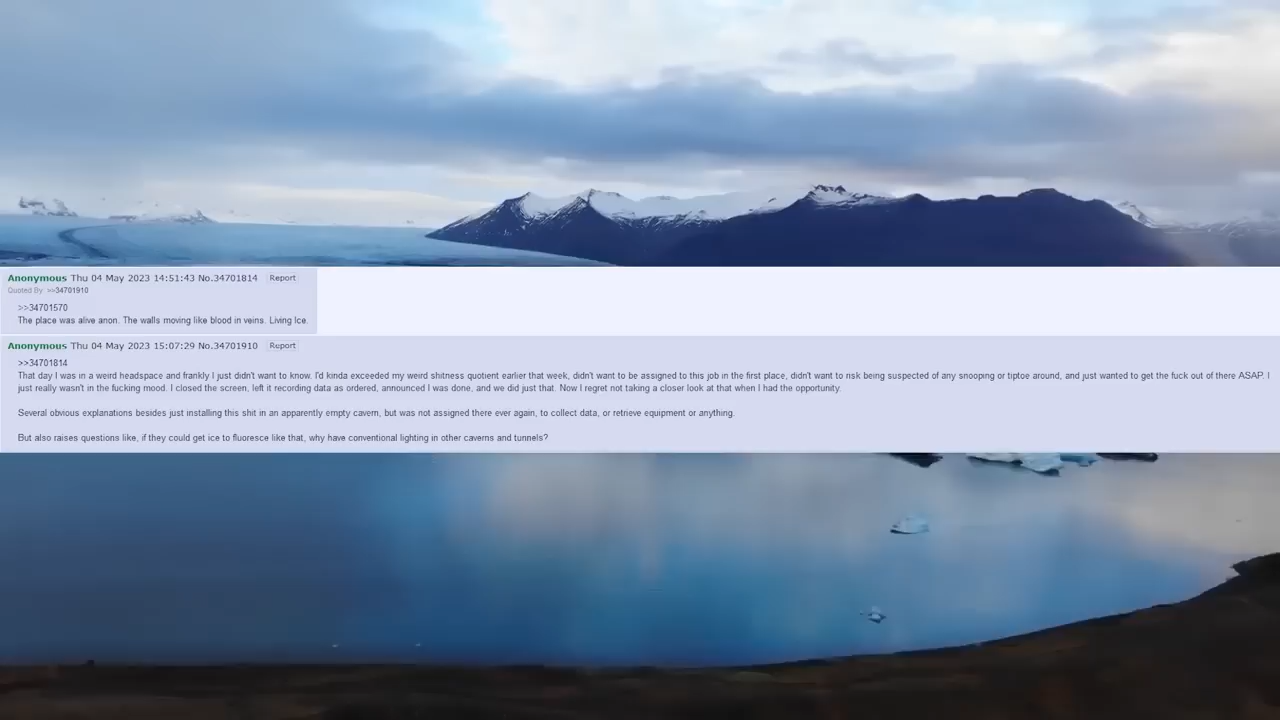 Anonymous Thu 04 May 2023 14:51:43 No.34701814 Report
Quoted By: >>34701910
>>34701570
The place was alive anon. The walls moving like blood in veins. Living Ice.
Anonymous Thu 04 May 2023 15:07:29 No.34701910 Report
>>34701814
That day I was in a weird headspace and frankly I just didn't want to know. I'd kinda exceeded my weird shitness quotient earlier that week, didn't want to be assigned to this job in the first place, didn't want to risk being suspected of any snooping or tiptoe around, and just wanted to get the fuck out of there ASAP. I
just really wasn't in the fucking mood. I closed the screen, left it recording data as ordered, announced I was done, and we did just that. Now I regret not taking a closer look at that when I had the opportunity.
Several obvious explanations besides just installing this shit in an apparently empty cavern, but was not assigned there ever again, to collect data, or retrieve equipment or anything.
But also raises questions like, if they could get ice to fluoresce like that, why have conventional lighting in other caverns and tunnels?